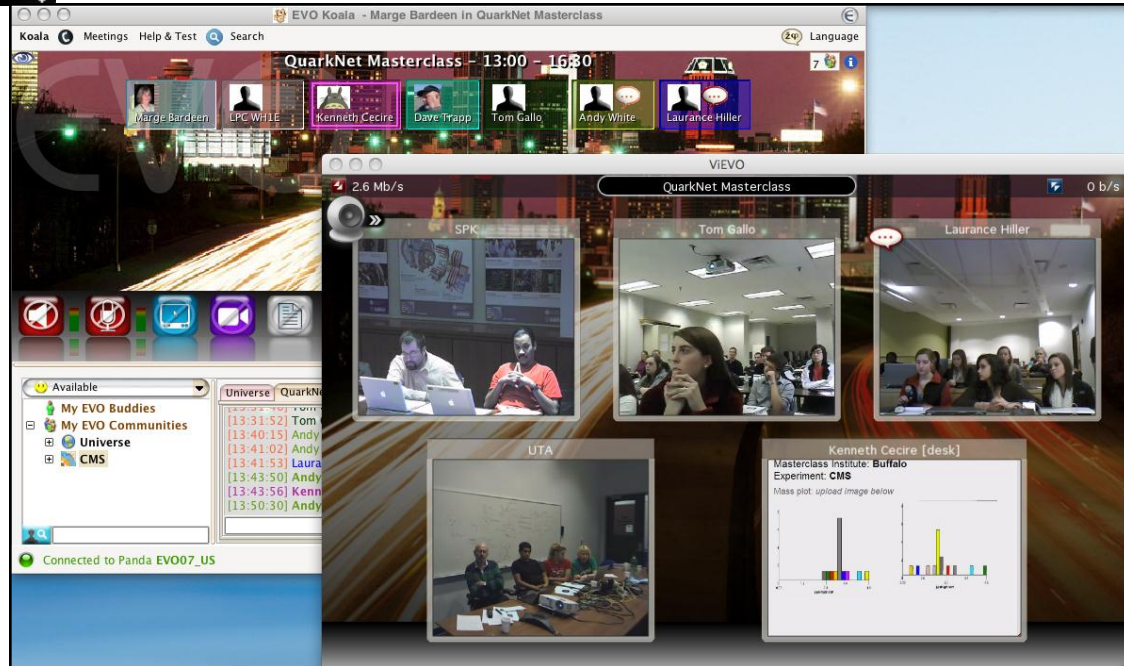 EVO Koala - Marge Bardeen in QuarkNet Masterclass
Koala Meetings Help & Test Search Language
QuarkNet Masterclass - 13:00 - 16:30
7
Marge Bardeen LPC WH1E Kenneth Cecire Dave Trapp Tom Gallo Andy White Laurance Hiller
ViEVO
2.6 Mb/s QuarkNet Masterclass 0 b/s
SPK Tom Gallo Laurance Hiller
Available
My EVO Buddies
My EVO Communities
Universe
CMS
Universe QuarkNe
[13:31:52] Tom
[13:40:15] Andy
[13:41:02] Andy
[13:41:53] Laura
[13:43:50] Andy
[13:43:56] Kenn
[13:50:30] Andy
Connected to Panda EVO07_US
UTA Kenneth Cecire [desk]
Masterclass Institute: Buffalo
Experiment: CMS
Mass plot: upload image below